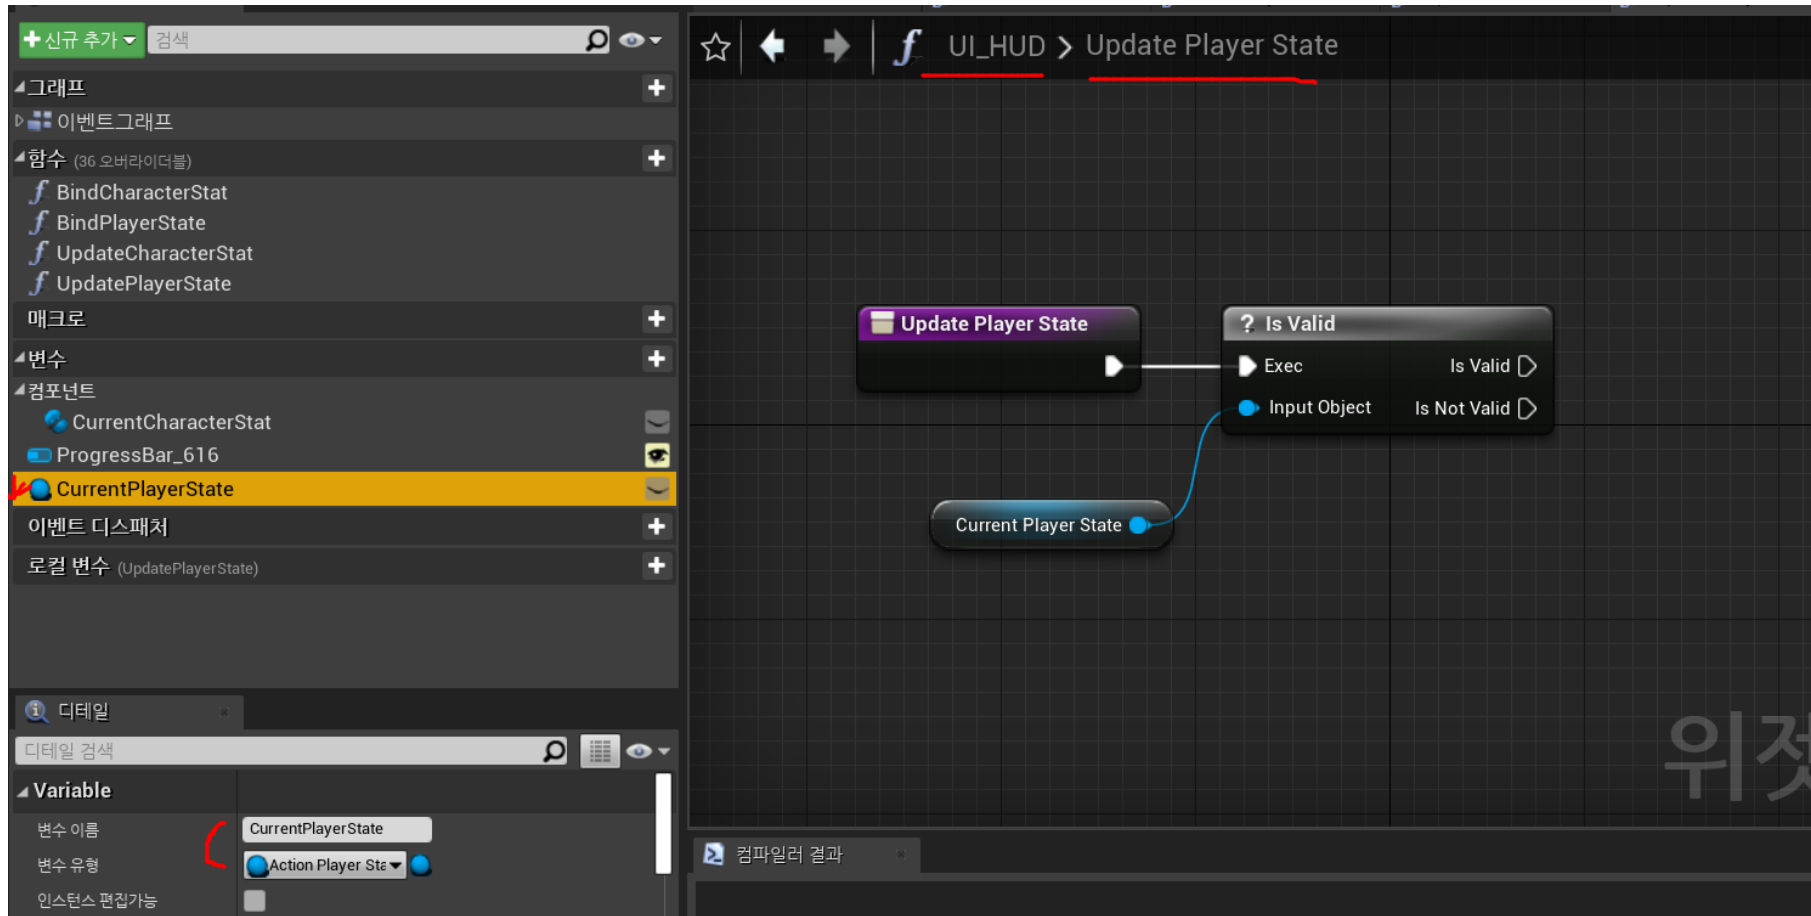 신규 추가
검색
그래프
이벤트그래프
함수 (36 오버라이더블)
BindCharacterStat
BindPlayerState
UpdateCharacterStat
UpdatePlayerState
매크로
변수
컴포넌트
CurrentCharacterStat
ProgressBar_616
CurrentPlayerState
이벤트 디스패처
로컬 변수 (UpdatePlayerState)
디테일
디테일 검색
Variable
변수 이름
CurrentPlayerState
변수 유형
Action Player Sta
인스턴스 편집가능
UI_HUD > Update Player State
Update Player State
? Is Valid
Exec
Is Valid
Input Object
Is Not Valid
Current Player State
위젯
컴파일러 결과